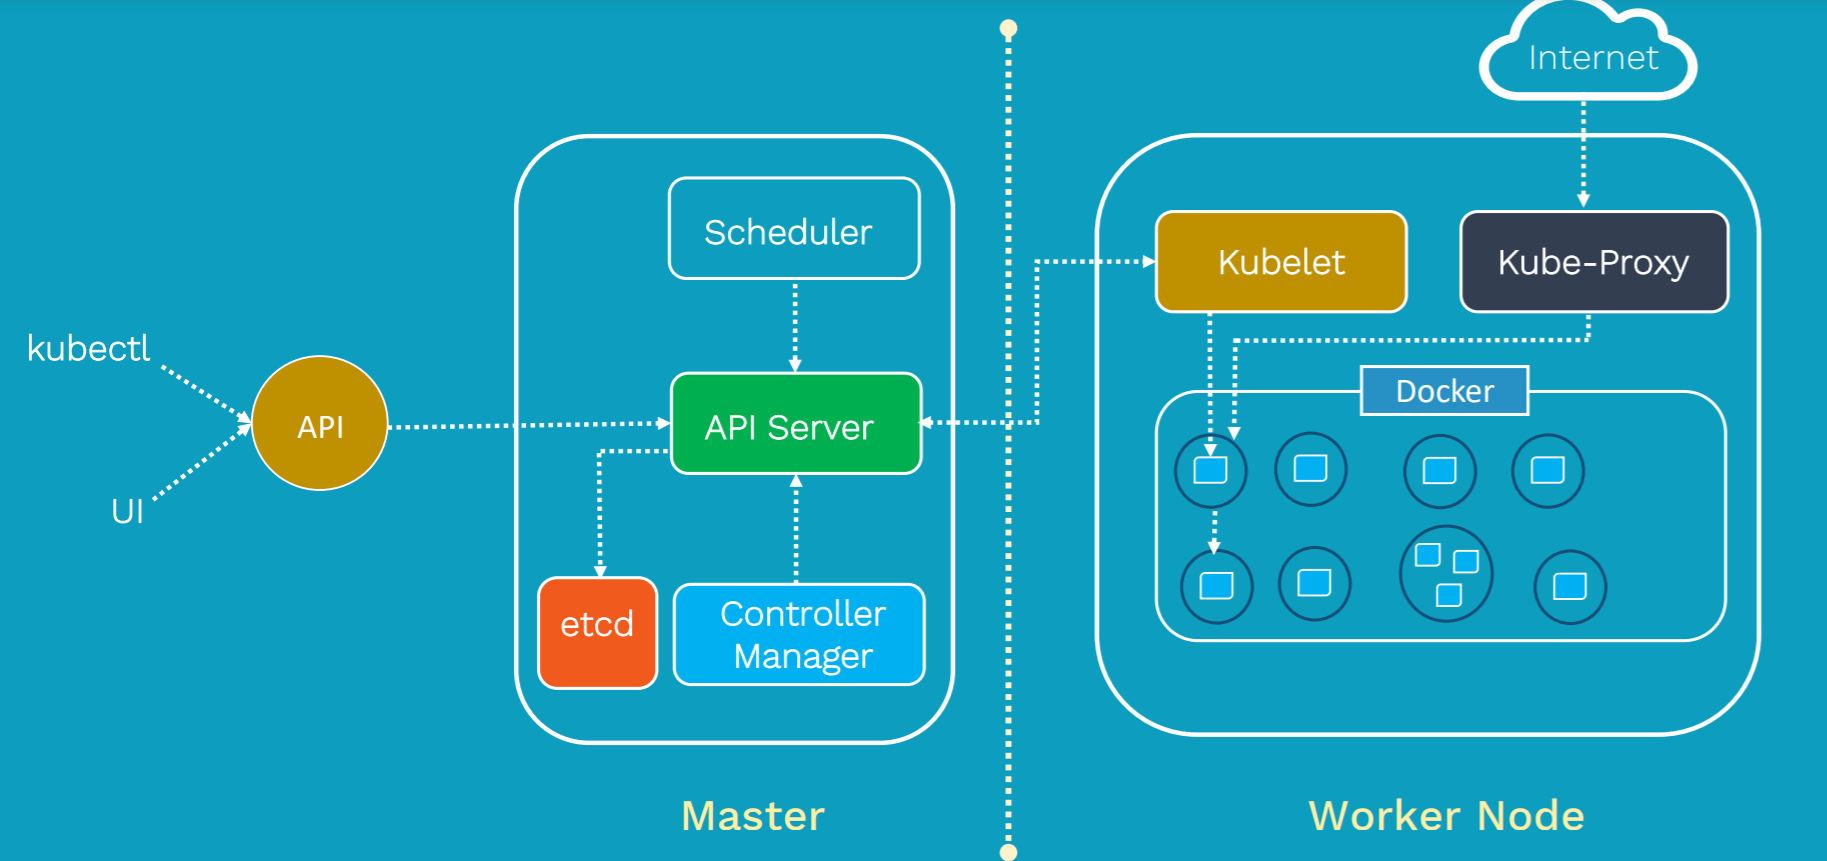 Internet
Scheduler
Kubelet
Kube-Proxy
kubectl
API
API Server
Docker
UI
etcd
Controller
Manager
Master
Worker Node